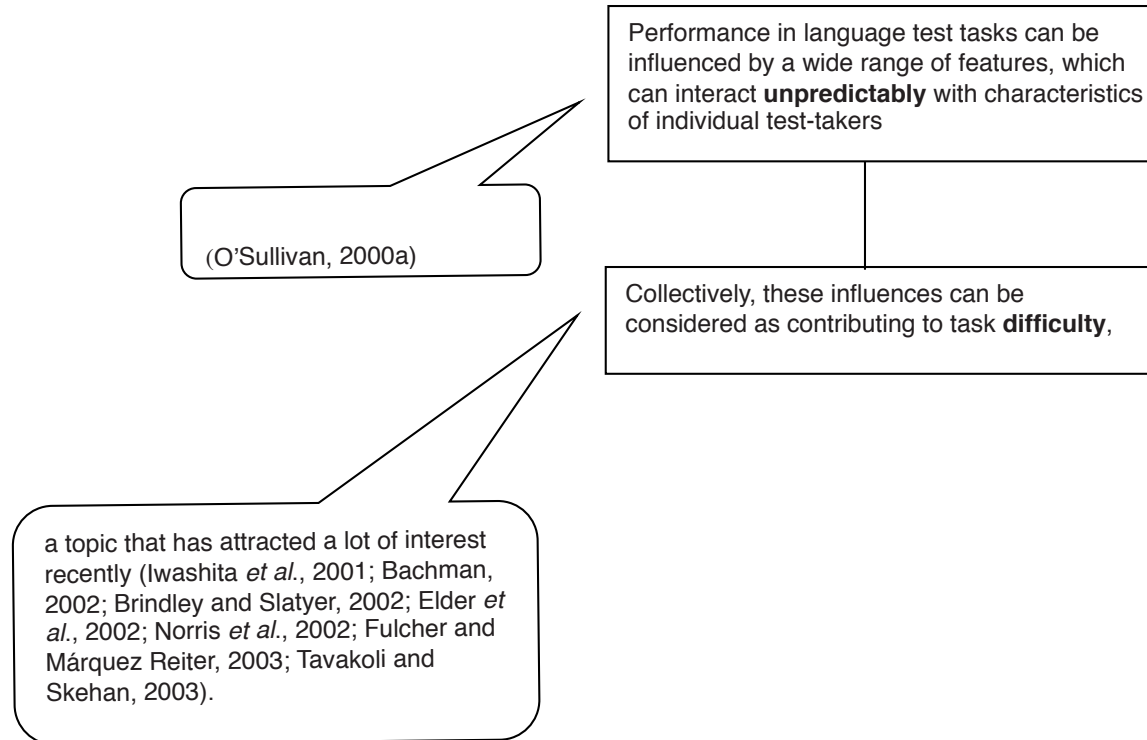 Performance in language test tasks can be
influenced by a wide range of features, which
can interact unpredictably with characteristics
of individual test-takers
(O'Sullivan, 2000a)
Collectively, these influences can be
considered as contributing to task difficulty,
a topic that has attracted a lot of interest
recently (Iwashita et al., 2001; Bachman,
2002; Brindley and Slatyer, 2002; Elder et
al., 2002; Norris et al., 2002; Fulcher and
Márquez Reiter, 2003; Tavakoli and
Skehan, 2003).